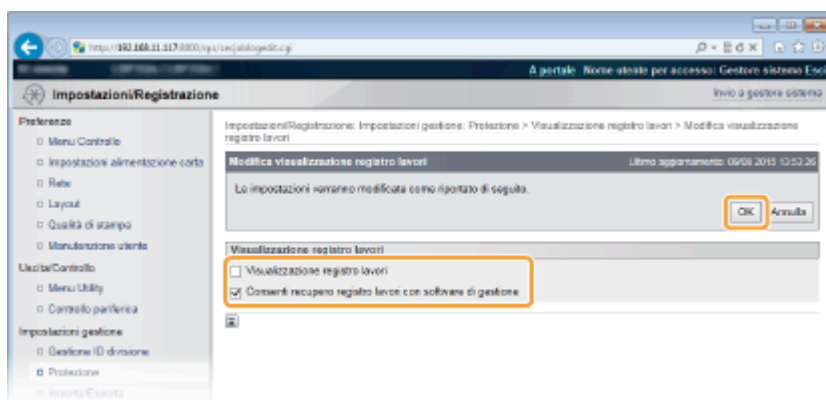 http://192.168.11.117:8000/rps/csecjoblogedit.cgi
A portale Nome utente per accesso: Gestore sistema Esci
Impostazioni/Registrazione
Invio a gestore sistema
Preferenze
Menu Controllo
Impostazioni alimentazione carta
Rete
Layout
Qualità di stampa
Manutenzione utente
Uscita/Controllo
Menu Utility
Controllo periferica
Impostazioni gestione
Gestione ID divisione
Protezione
Importa/Esporta
Impostazioni/Registrazione: Impostazioni gestione: Protezione > Visualizzazione registro lavori > Modifica visualizzazione
registro lavori
Modifica visualizzazione registro lavori
Ultimo aggiornamento: 09/09 2015 13:53:26
Le impostazioni verranno modificate come riportato di seguito.
OK Annulla
Visualizzazione registro lavori
Visualizzazione registro lavori
Consenti recupero registro lavori con software di gestione